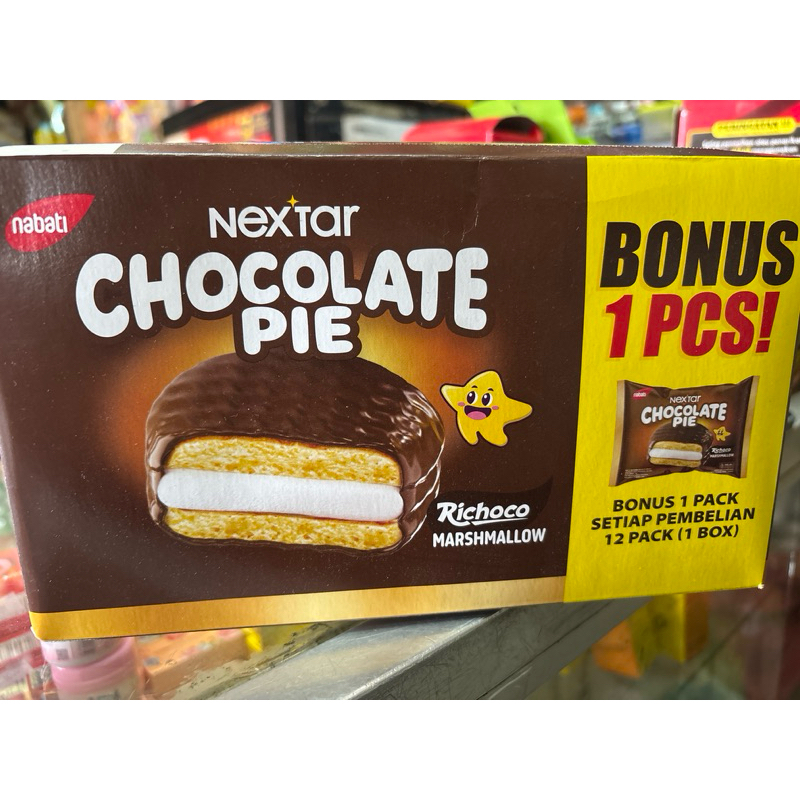 nabati
NexTar
CHOCOLATE
PIE
Richoco
MARSHMALLOW
BONUS
1 PCS!
nabati
NexTar
CHOCOLATE
PIE
Richoco
MARSHMALLOW
BONUS 1 PACK
SETIAP PEMBELIAN
12 PACK (1 BOX)